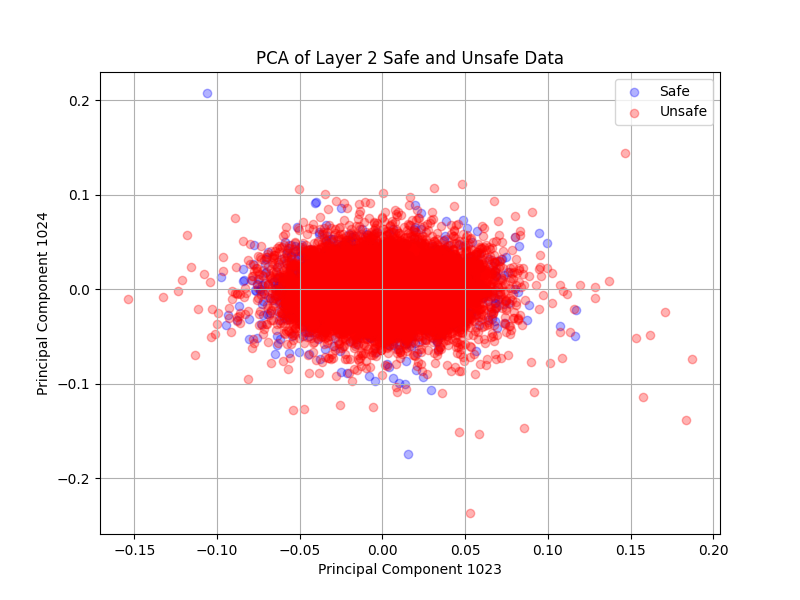 PCA of Layer 2 Safe and Unsafe Data
Safe
Unsafe
0.2
0.1
0.0
−0.1
−0.2
Principal Component 1024
−0.15
−0.10
−0.05
0.00
0.05
0.10
0.15
0.20
Principal Component 1023